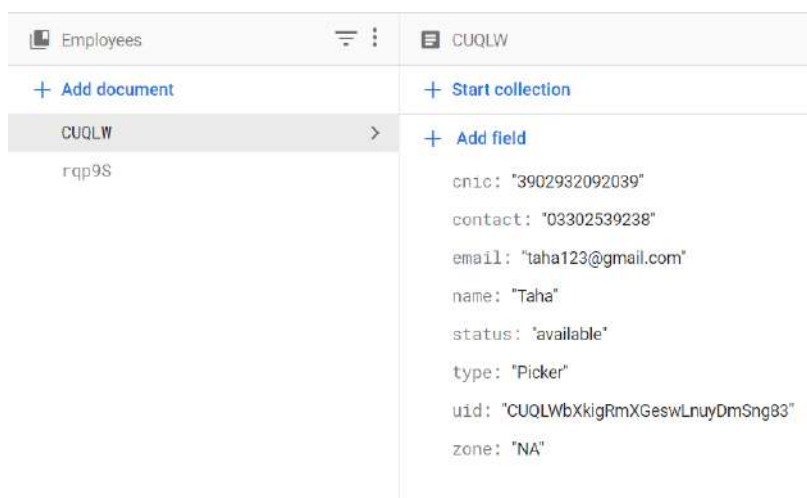 Employees
+ Add document
CUQLW
rqp9S
CUQLW
+ Start collection
+ Add field
cnic: "3902932092039"
contact: "03302539238"
email: "taha123@gmail.com"
name: "Taha"
status: "available"
type: "Picker"
uid: "CUQLWbXkigRmXGeswLnuyDmSng83"
zone: "NA"